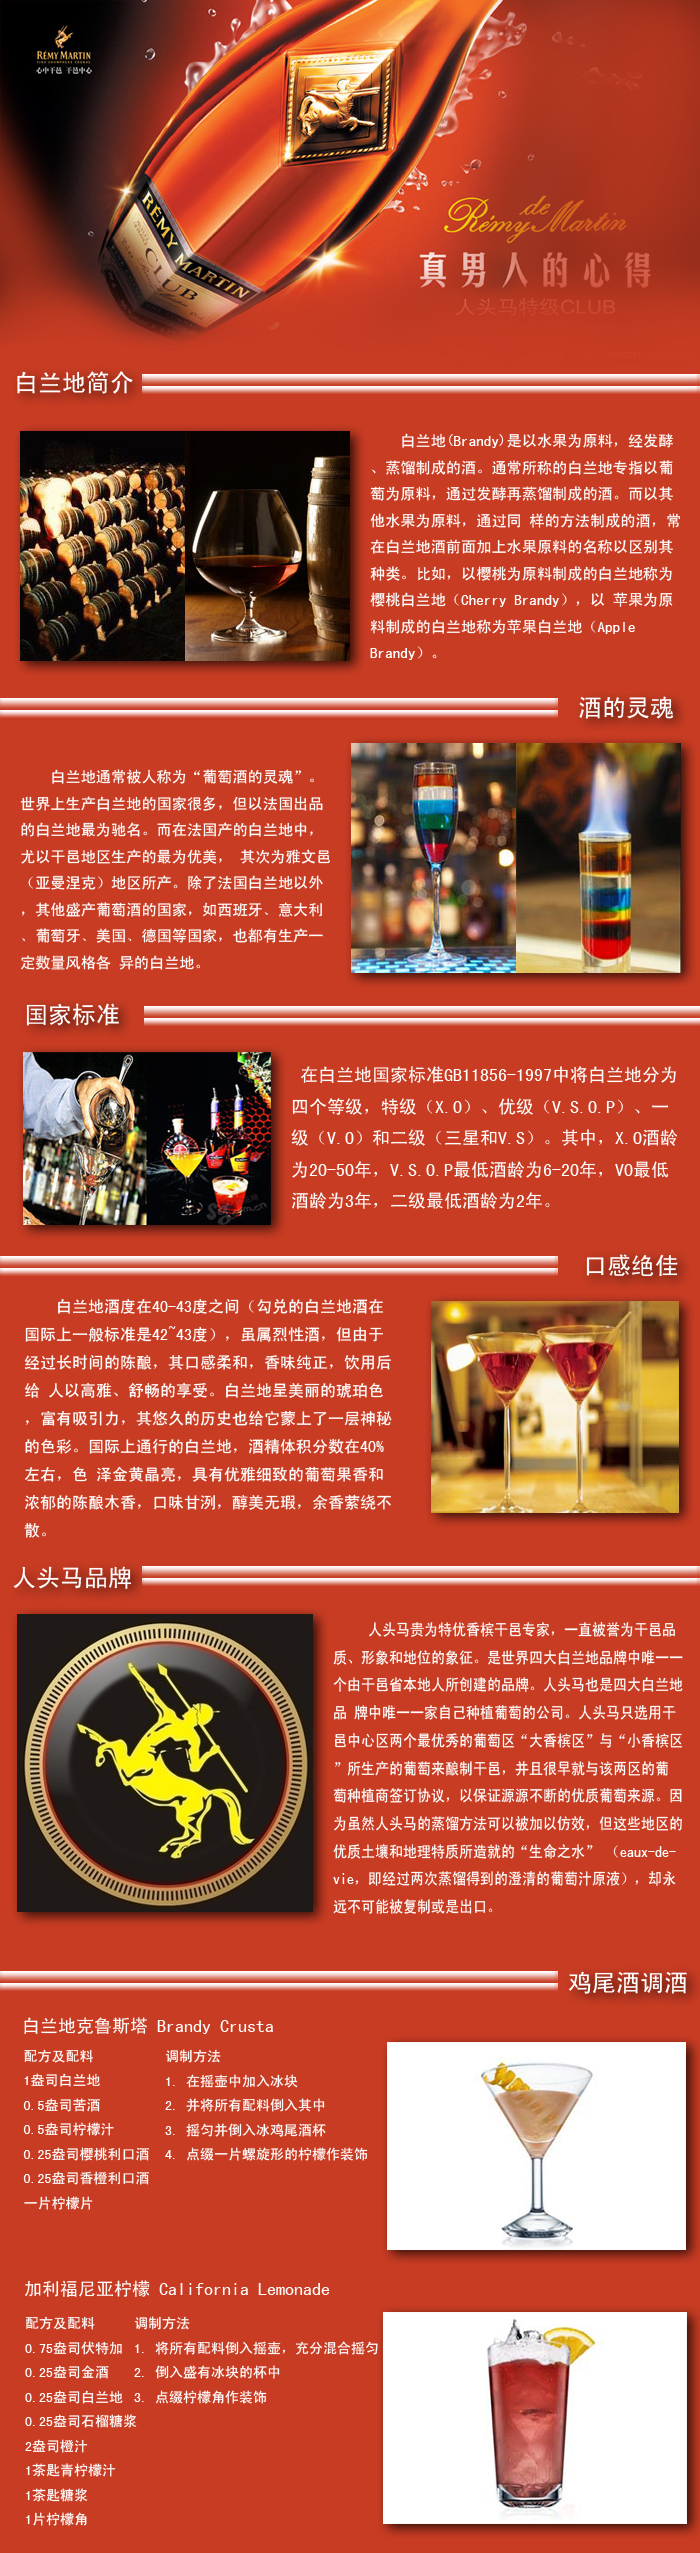 RÉMY MARTIN
FINE CHAMPAGNE COGNAC
心中干邑 干邑中心
RÉMY MARTIN
CLUB
de
Rémy Martin
真男人的心得
人头马特级CLUB
白兰地简介
白兰地(Brandy)是以水果为原料，经发酵
、蒸馏制成的酒。通常所称的白兰地专指以葡
萄为原料，通过发酵再蒸馏制成的酒。而以其
他水果为原料，通过同 样的方法制成的酒，常
在白兰地酒前面加上水果原料的名称以区别其
种类。比如，以樱桃为原料制成的白兰地称为
樱桃白兰地（Cherry Brandy），以 苹果为原
料制成的白兰地称为苹果白兰地（Apple
Brandy）。
酒的灵魂
白兰地通常被人称为“葡萄酒的灵魂”。
世界上生产白兰地的国家很多，但以法国出品
的白兰地最为驰名。而在法国产的白兰地中，
尤以干邑地区生产的最为优美， 其次为雅文邑
（亚曼涅克）地区所产。除了法国白兰地以外
，其他盛产葡萄酒的国家，如西班牙、意大利
、葡萄牙、美国、德国等国家，也都有生产一
定数量风格各 异的白兰地。
国家标准
在白兰地国家标准GB11856-1997中将白兰地分为
四个等级，特级（X.O）、优级（V.S.O.P）、一
级（V.O）和二级（三星和V.S）。其中，X.O酒龄
为20-50年，V.S.O.P最低酒龄为6-20年，VO最低
酒龄为3年，二级最低酒龄为2年。
口感绝佳
白兰地酒度在40-43度之间（勾兑的白兰地酒在
国际上一般标准是42~43度），虽属烈性酒，但由于
经过长时间的陈酿，其口感柔和，香味纯正，饮用后
给 人以高雅、舒畅的享受。白兰地呈美丽的琥珀色
，富有吸引力，其悠久的历史也给它蒙上了一层神秘
的色彩。国际上通行的白兰地，酒精体积分数在40%
左右，色 泽金黄晶亮，具有优雅细致的葡萄果香和
浓郁的陈酿木香，口味甘洌，醇美无瑕，余香萦绕不
散。
人头马品牌
人头马贵为特优香槟干邑专家，一直被誉为干邑品
质、形象和地位的象征。是世界四大白兰地品牌中唯一一
个由干邑省本地人所创建的品牌。人头马也是四大白兰地
品 牌中唯一一家自己种植葡萄的公司。人头马只选用干
邑中心区两个最优秀的葡萄区“大香槟区”与“小香槟区
”所生产的葡萄来酿制干邑，并且很早就与该两区的葡
萄种植商签订协议，以保证源源不断的优质葡萄来源。因
为虽然人头马的蒸馏方法可以被加以仿效，但这些地区的
优质土壤和地理特质所造就的“生命之水” （eaux-de-
vie，即经过两次蒸馏得到的澄清的葡萄汁原液），却永
远不可能被复制或是出口。
鸡尾酒调酒
白兰地克鲁斯塔 Brandy Crusta
配方及配料
1盎司白兰地
0.5盎司苦酒
0.5盎司柠檬汁
0.25盎司樱桃利口酒
0.25盎司香橙利口酒
一片柠檬片
调制方法
1. 在摇壶中加入冰块
2. 并将所有配料倒入其中
3. 摇匀并倒入冰鸡尾酒杯
4. 点缀一片螺旋形的柠檬作装饰
加利福尼亚柠檬 California Lemonade
配方及配料
0.75盎司伏特加
0.25盎司金酒
0.25盎司白兰地
0.25盎司石榴糖浆
2盎司橙汁
1茶匙青柠檬汁
1茶匙糖浆
1片柠檬角
调制方法
1. 将所有配料倒入摇壶，充分混合摇匀
2. 倒入盛有冰块的杯中
3. 点缀柠檬角作装饰